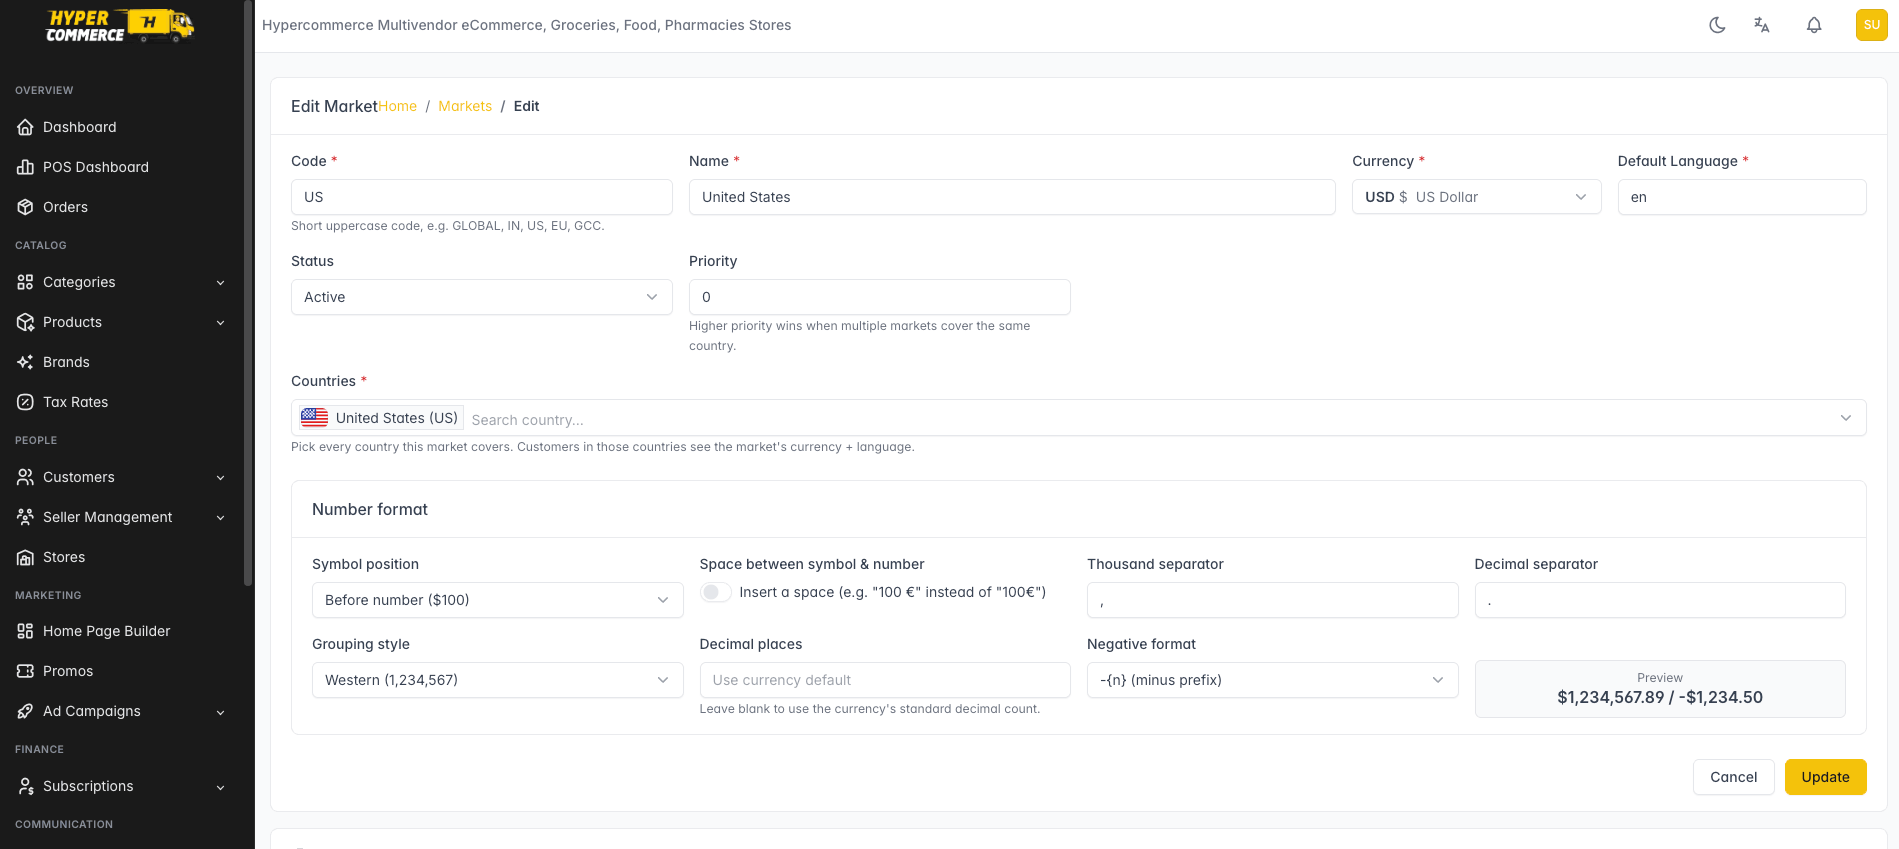 HYPER
COMMERCE
H
Hypercommerce Multivendor eCommerce, Groceries, Food, Pharmacies Stores
SU
OVERVIEW
Dashboard
POS Dashboard
Orders
CATALOG
Categories
Products
Brands
Tax Rates
PEOPLE
Customers
Seller Management
Stores
MARKETING
Home Page Builder
Promos
Ad Campaigns
FINANCE
Subscriptions
COMMUNICATION
Edit Market Home / Markets / Edit
Code * Name * Currency * Default Language *
US United States USD $ US Dollar en
Short uppercase code, e.g. GLOBAL, IN, US, EU, GCC.
Status Priority
Active 0
Higher priority wins when multiple markets cover the same
country.
Countries *
United States (US) Search country...
Pick every country this market covers. Customers in those countries see the market's currency + language.
Number format
Symbol position Space between symbol & number Thousand separator Decimal separator
Before number ($100) Insert a space (e.g. "100 €" instead of "100€") , .
Grouping style Decimal places Negative format
Western (1,234,567) Use currency default -{n} (minus prefix)
Leave blank to use the currency's standard decimal count.
Preview
$1,234,567.89 / -$1,234.50
Cancel Update